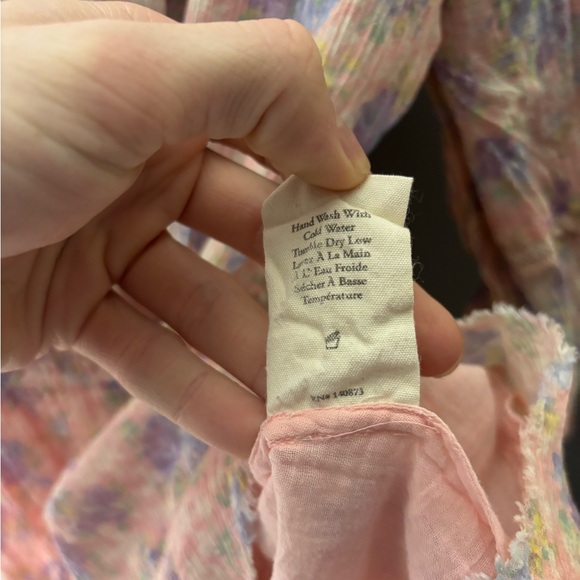 Hand Wash With
Cold Water
Tumble Dry Low
Lavez À La Main
À L'Eau Froide
Sécher À Basse
Température
RN# 140873